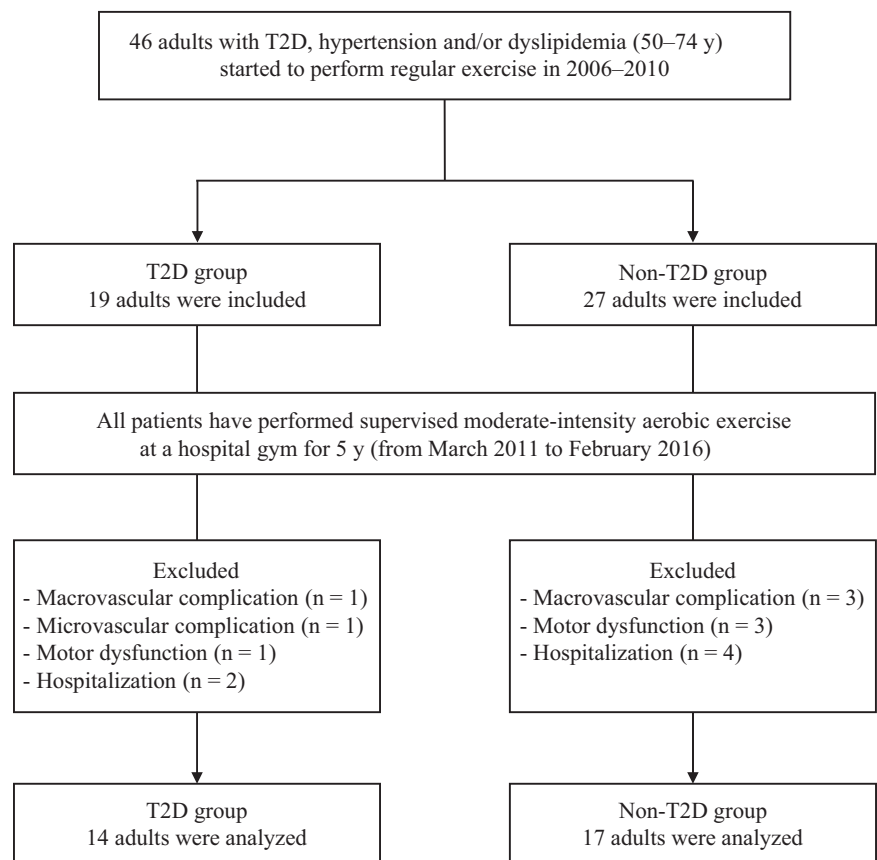 46 adults with T2D, hypertension and/or dyslipidemia (50–74 y)
started to perform regular exercise in 2006–2010
T2D group
19 adults were included
Non-T2D group
27 adults were included
All patients have performed supervised moderate-intensity aerobic exercise
at a hospital gym for 5 y (from March 2011 to February 2016)
Excluded
- Macrovascular complication (n = 1)
- Microvascular complication (n = 1)
- Motor dysfunction (n = 1)
- Hospitalization (n = 2)
Excluded
- Macrovascular complication (n = 3)
- Motor dysfunction (n = 3)
- Hospitalization (n = 4)
T2D group
14 adults were analyzed
Non-T2D group
17 adults were analyzed